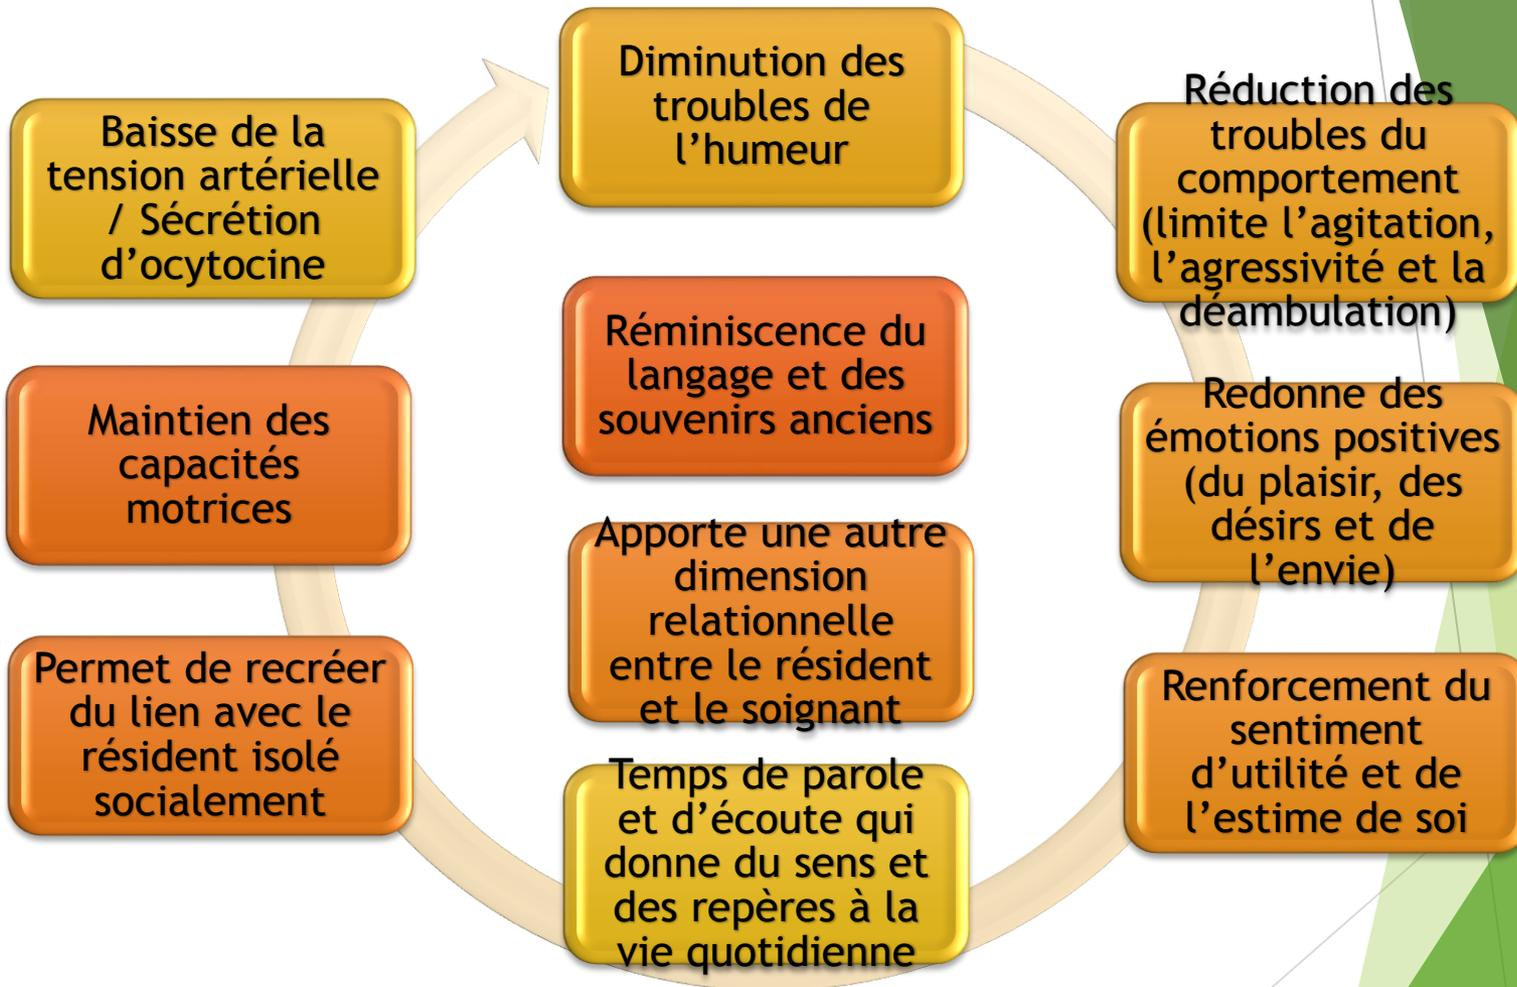 Diminution des
troubles de
l’humeur
Réduction des
troubles du
comportement
(limite l’agitation,
l’agressivité et la
déambulation)
Redonne des
émotions positives
(du plaisir, des
désirs et de
l’envie)
Renforcement du
sentiment
d’utilité et de
l’estime de soi
Temps de parole
et d’écoute qui
donne du sens et
des repères à la
vie quotidienne
Permet de recréer
du lien avec le
résident isolé
socialement
Maintien des
capacités
motrices
Baisse de la
tension artérielle
/ Sécrétion
d’ocytocine
Réminiscence du
langage et des
souvenirs anciens
Apporte une autre
dimension
relationnelle
entre le résident
et le soignant